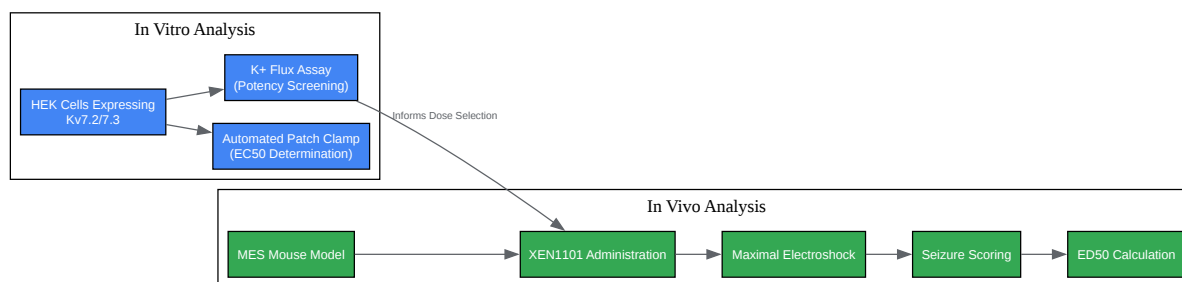 In Vitro Analysis
K+ Flux Assay
(Potency Screening)
HEK Cells Expressing
Kv7.2/7.3
Automated Patch Clamp
(EC50 Determination)
Informs Dose Selection
In Vivo Analysis
MES Mouse Model
XEN1101 Administration
Maximal Electroshock
Seizure Scoring
ED50 Calculation